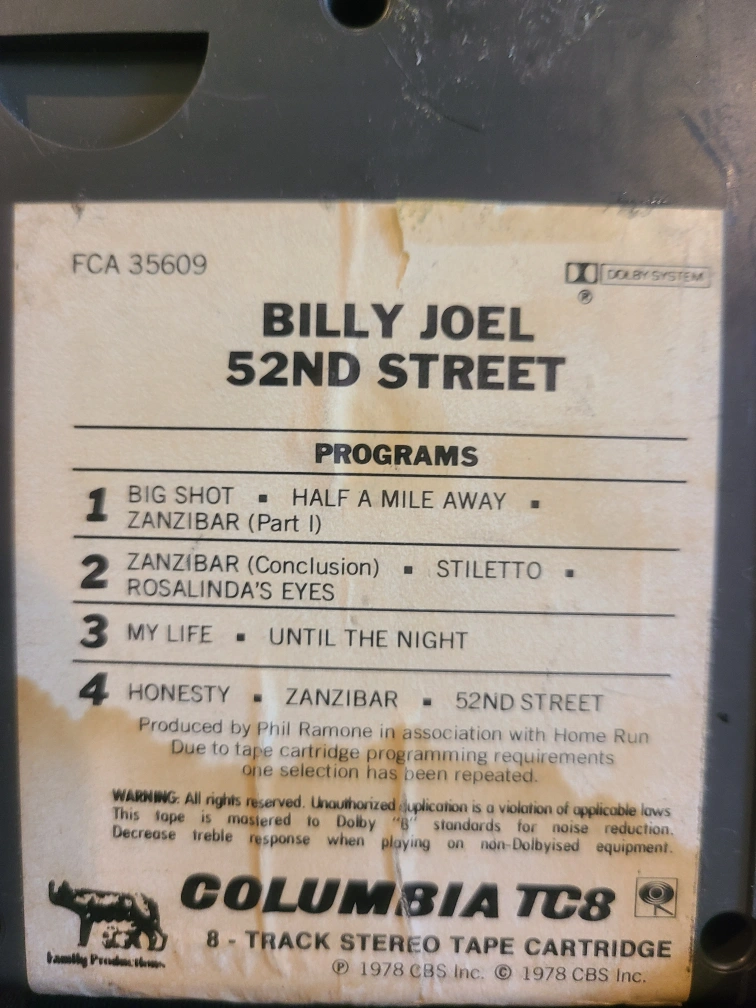 FCA 35609
DOLBY SYSTEM
®
BILLY JOEL
52ND STREET
PROGRAMS
1 BIG SHOT ▪ HALF A MILE AWAY ▪
ZANZIBAR (Part I)
2 ZANZIBAR (Conclusion) ▪ STILETTO ▪
ROSALINDA'S EYES
3 MY LIFE ▪ UNTIL THE NIGHT
4 HONESTY ▪ ZANZIBAR ▪ 52ND STREET
Produced by Phil Ramone in association with Home Run
Due to tape cartridge programming requirements
one selection has been repeated.
WARNING: All rights reserved. Unauthorized duplication is a violation of applicable laws
This tape is mastered to Dolby "B" standards for noise reduction.
Decrease treble response when playing on non-Dolbyised equipment.
COLUMBIA TC8
Family Productions
8 - TRACK STEREO TAPE CARTRIDGE
℗ 1978 CBS Inc. © 1978 CBS Inc.